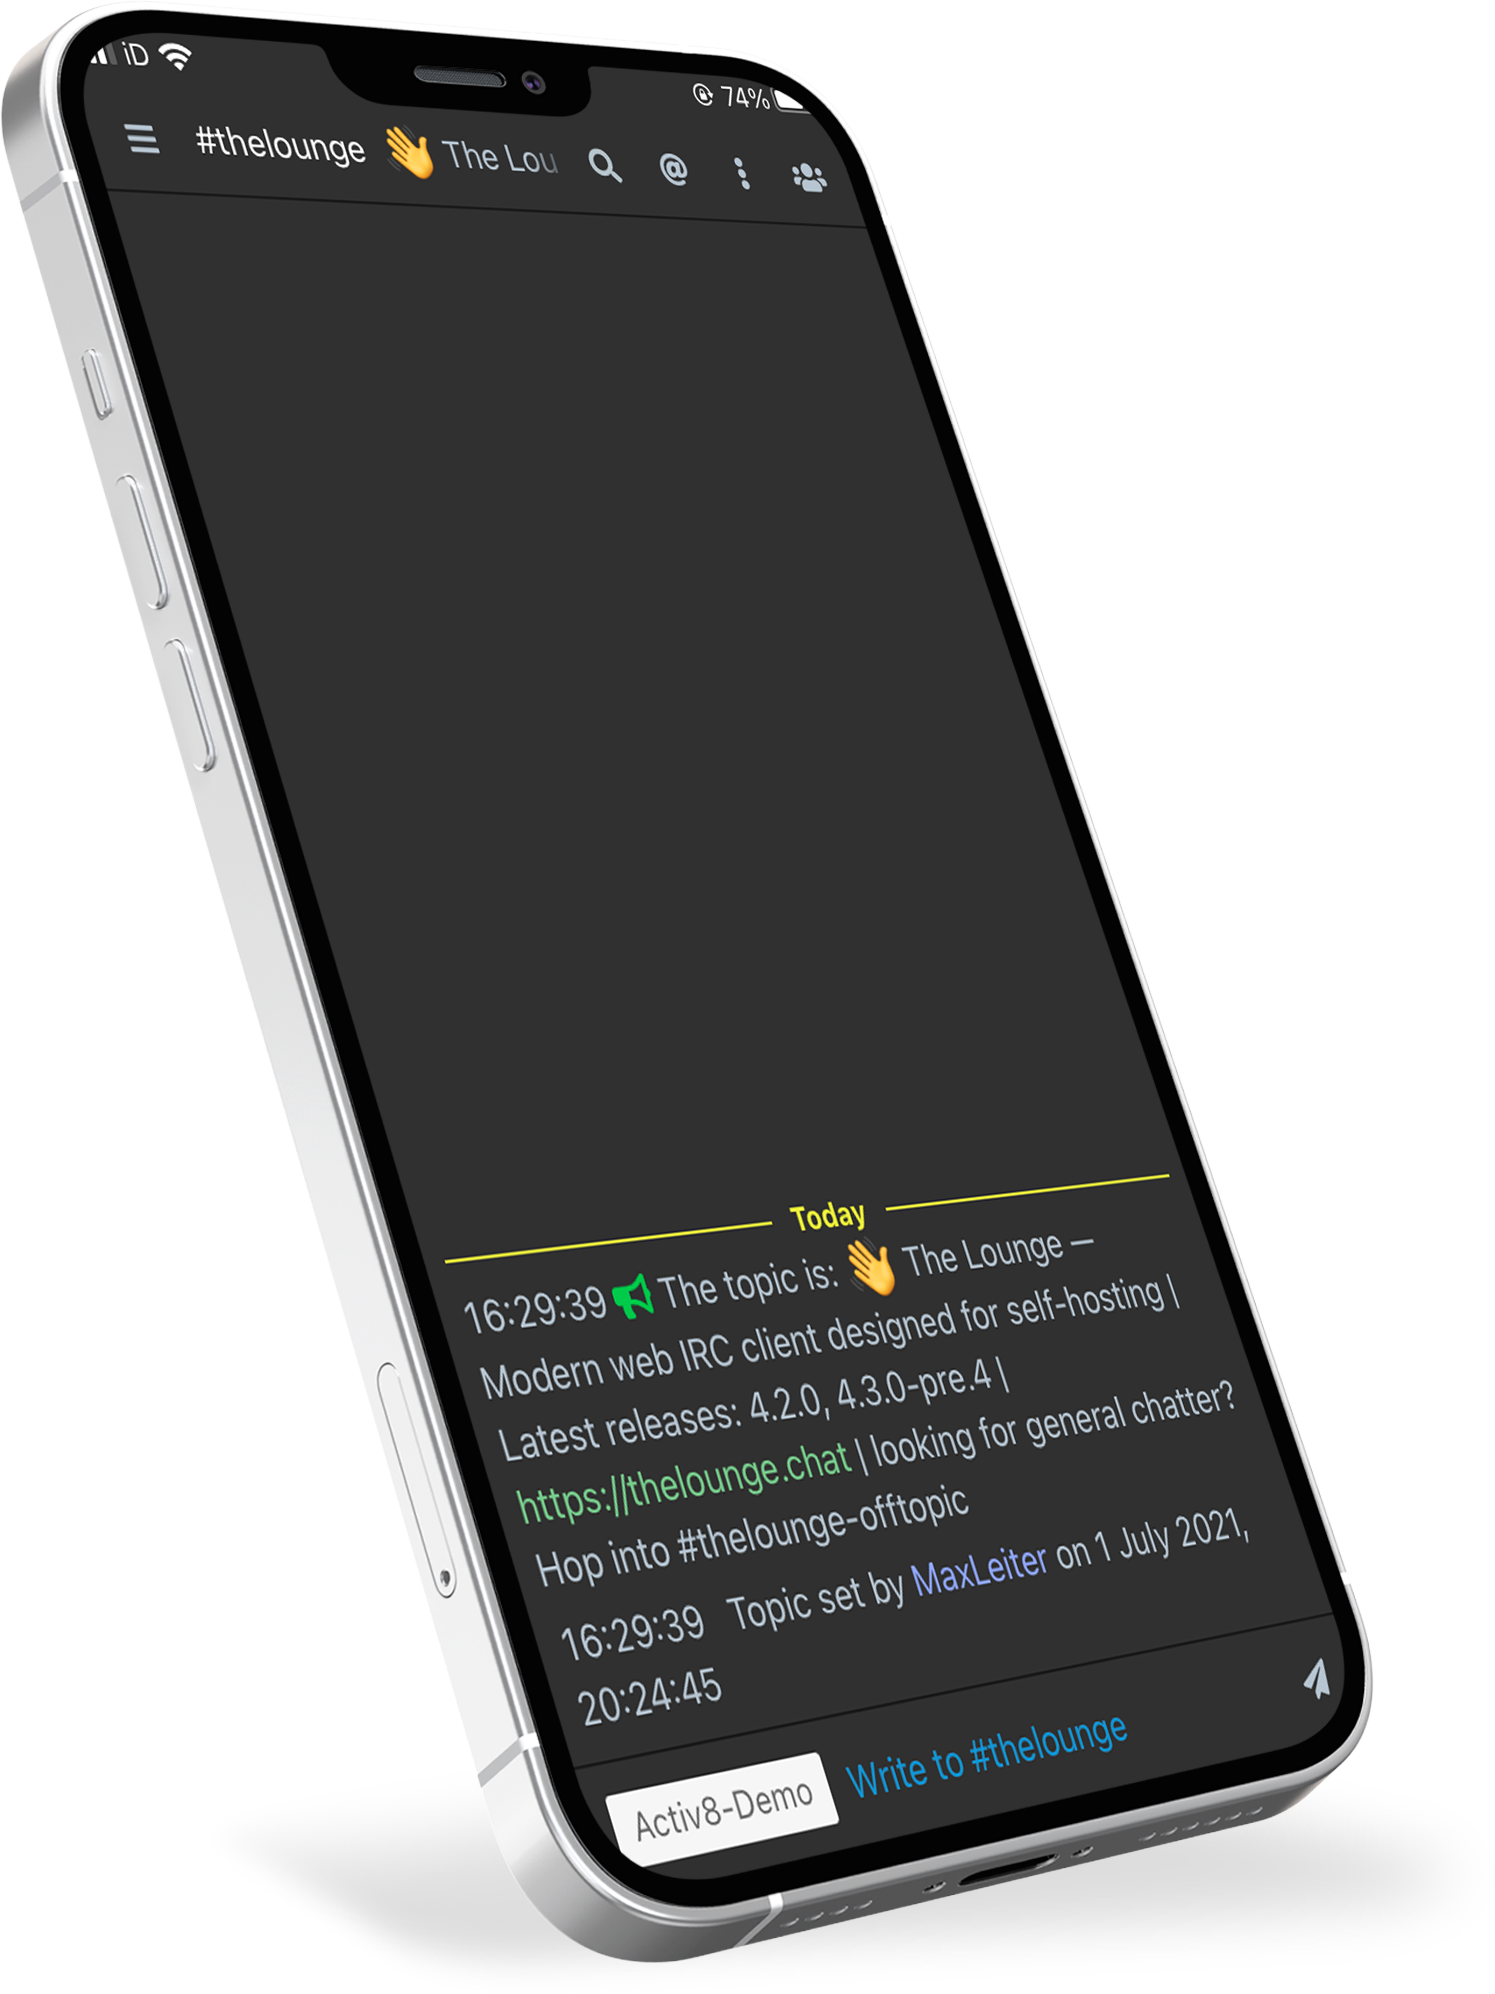 iD 74%
#thelounge 👋 The Lou
Today
16:29:39 The topic is: 👋 The Lounge —
Modern web IRC client designed for self-hosting |
Latest releases: 4.2.0, 4.3.0-pre.4 |
https://thelounge.chat | looking for general chatter?
Hop into #thelounge-offtopic
16:29:39 Topic set by MaxLeiter on 1 July 2021,
20:24:45
Activ8-Demo Write to #thelounge